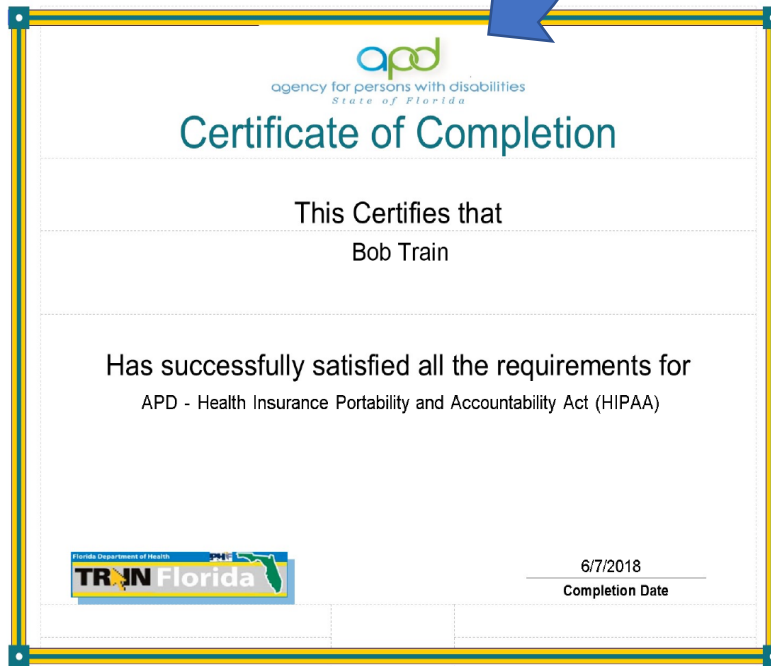 apd
agency for persons with disabilities
State of Florida
Certificate of Completion
This Certifies that
Bob Train
Has successfully satisfied all the requirements for
APD - Health Insurance Portability and Accountability Act (HIPAA)
Florida Department of Health
TRAIN Florida
6/7/2018
Completion Date